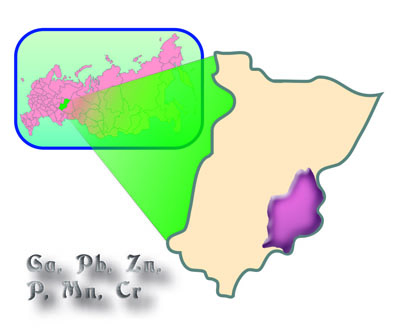 Ga, Pb, Zn,
P, Mn, Cr